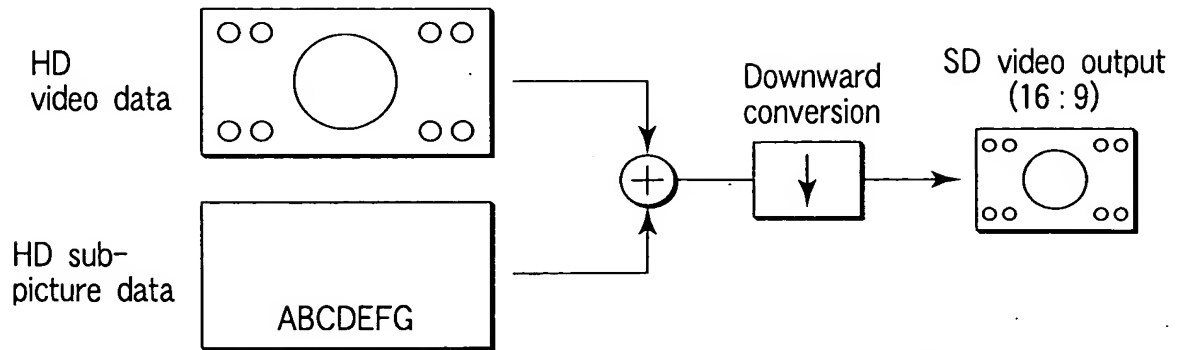 HD
video data
HD sub-
picture data
ABCDEFG
Downward
conversion
SD video output
(16 : 9)